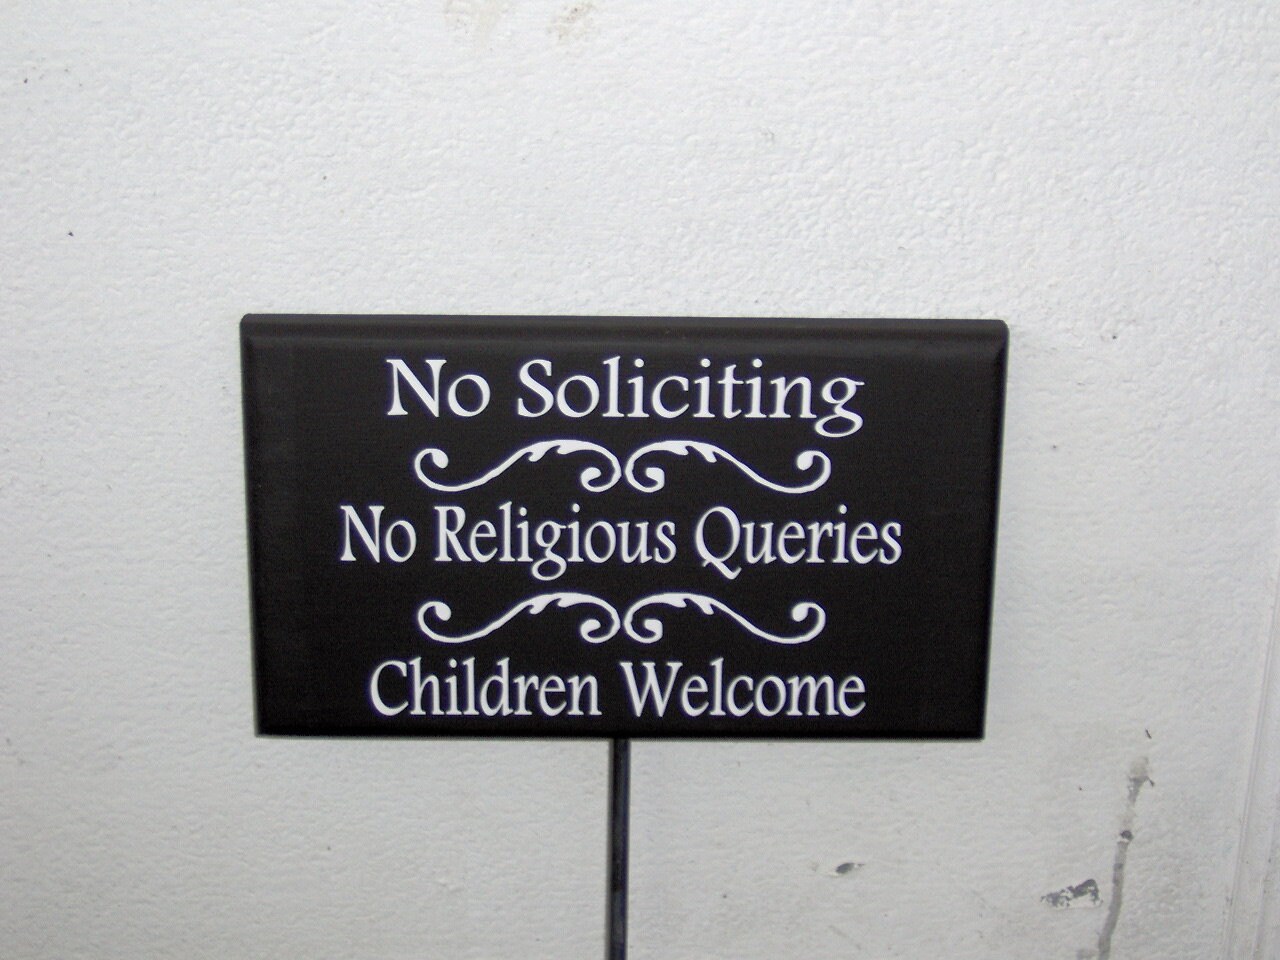 No Soliciting
No Religious Queries
Children Welcome